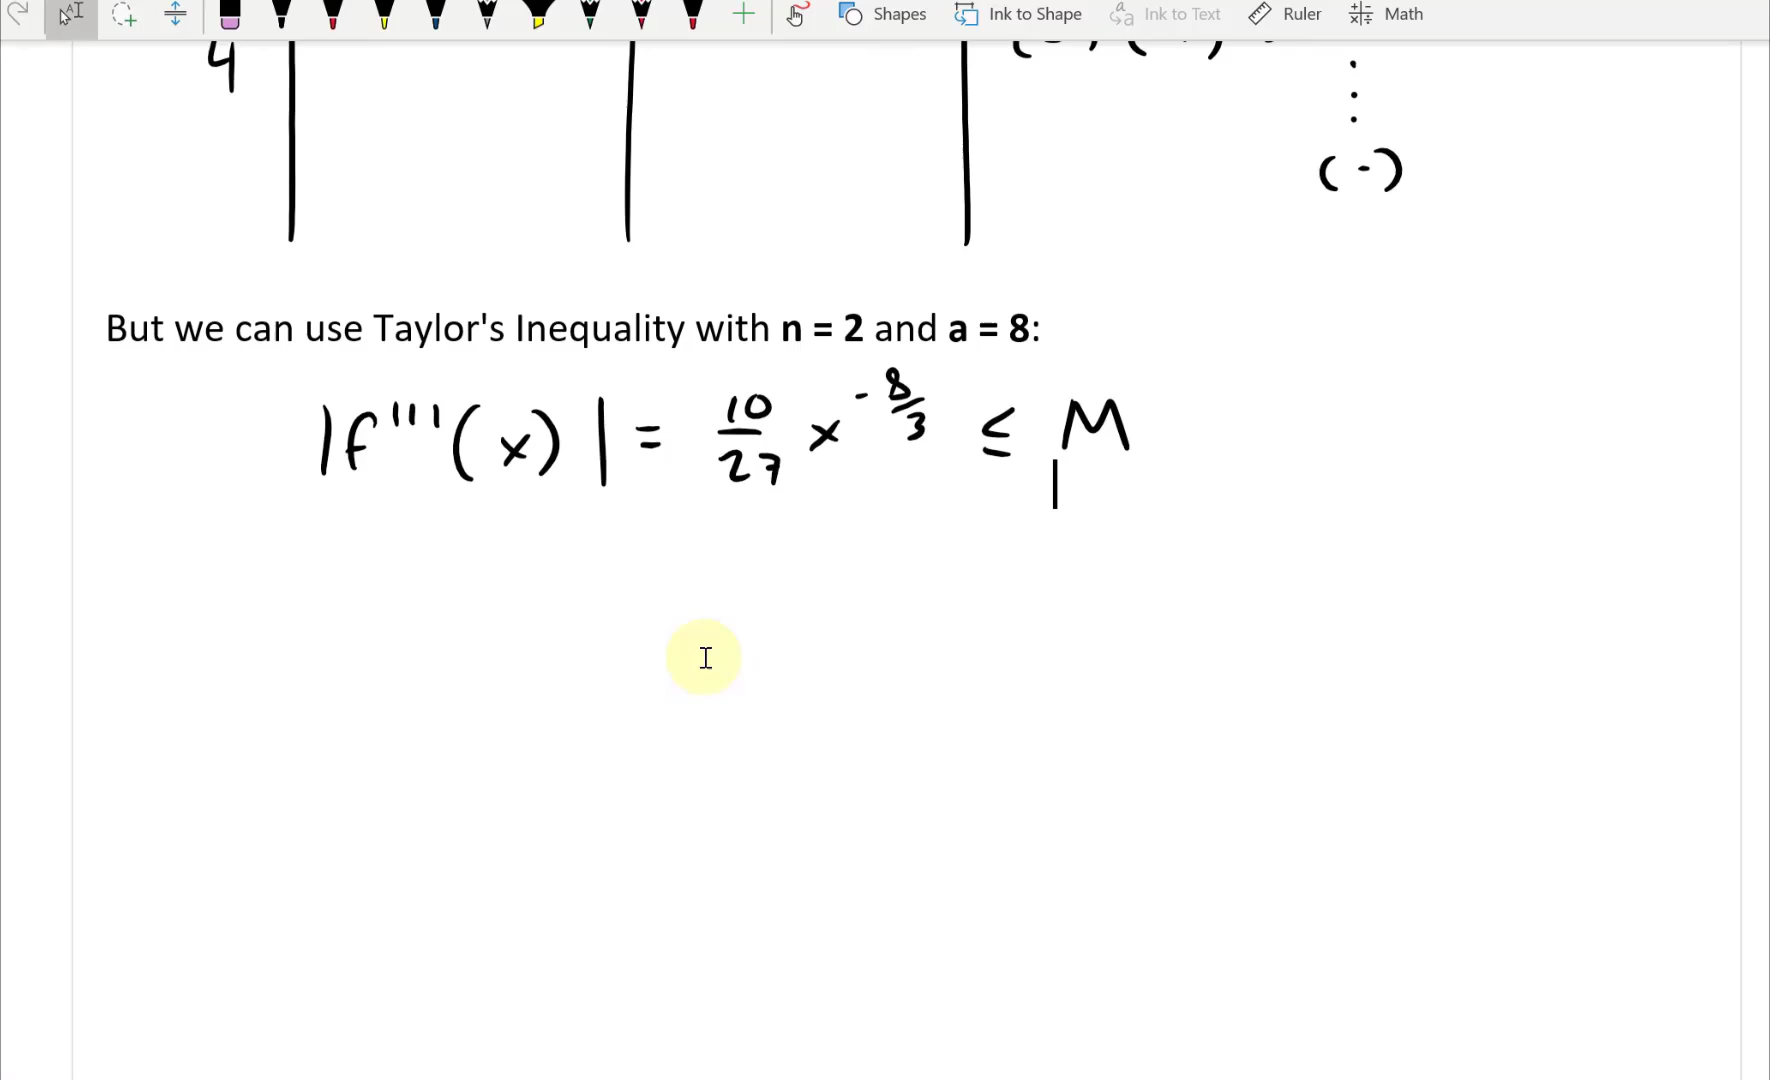 Shapes Ink to Shape Ink to Text Ruler Math
4
(-)
But we can use Taylor's Inequality with n = 2 and a = 8:
|f'''(x)| = 10/27 x^-8/3 ≤ M